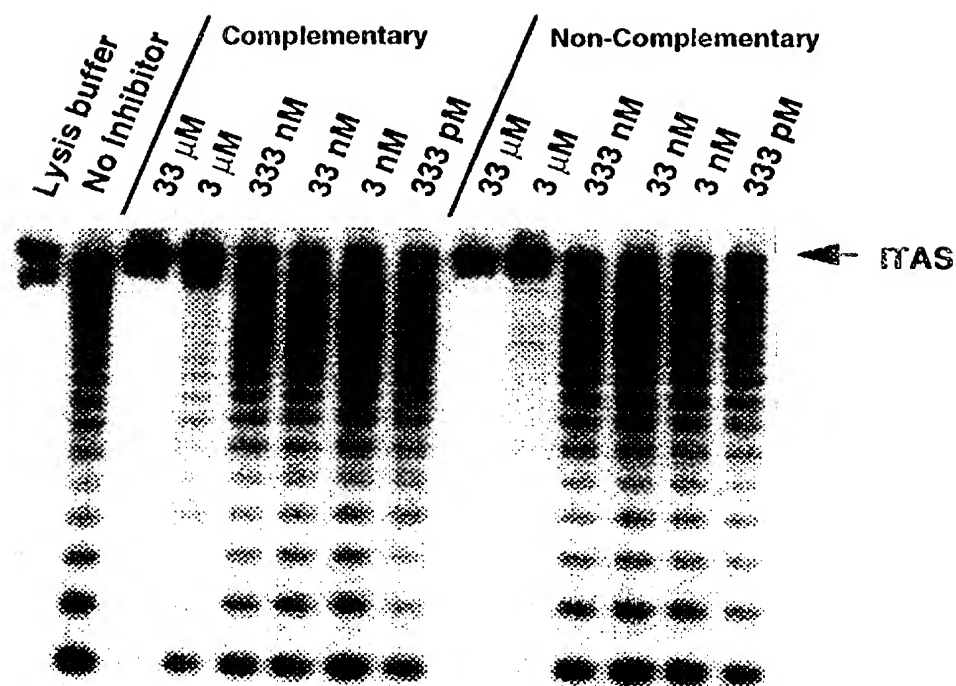 Lysis buffer
No Inhibitor
Complementary
33 μM
3 μM
333 nM
33 nM
3 nM
333 pM
Non-Complementary
33 μM
3 μM
333 nM
33 nM
3 nM
333 pM
ITAS